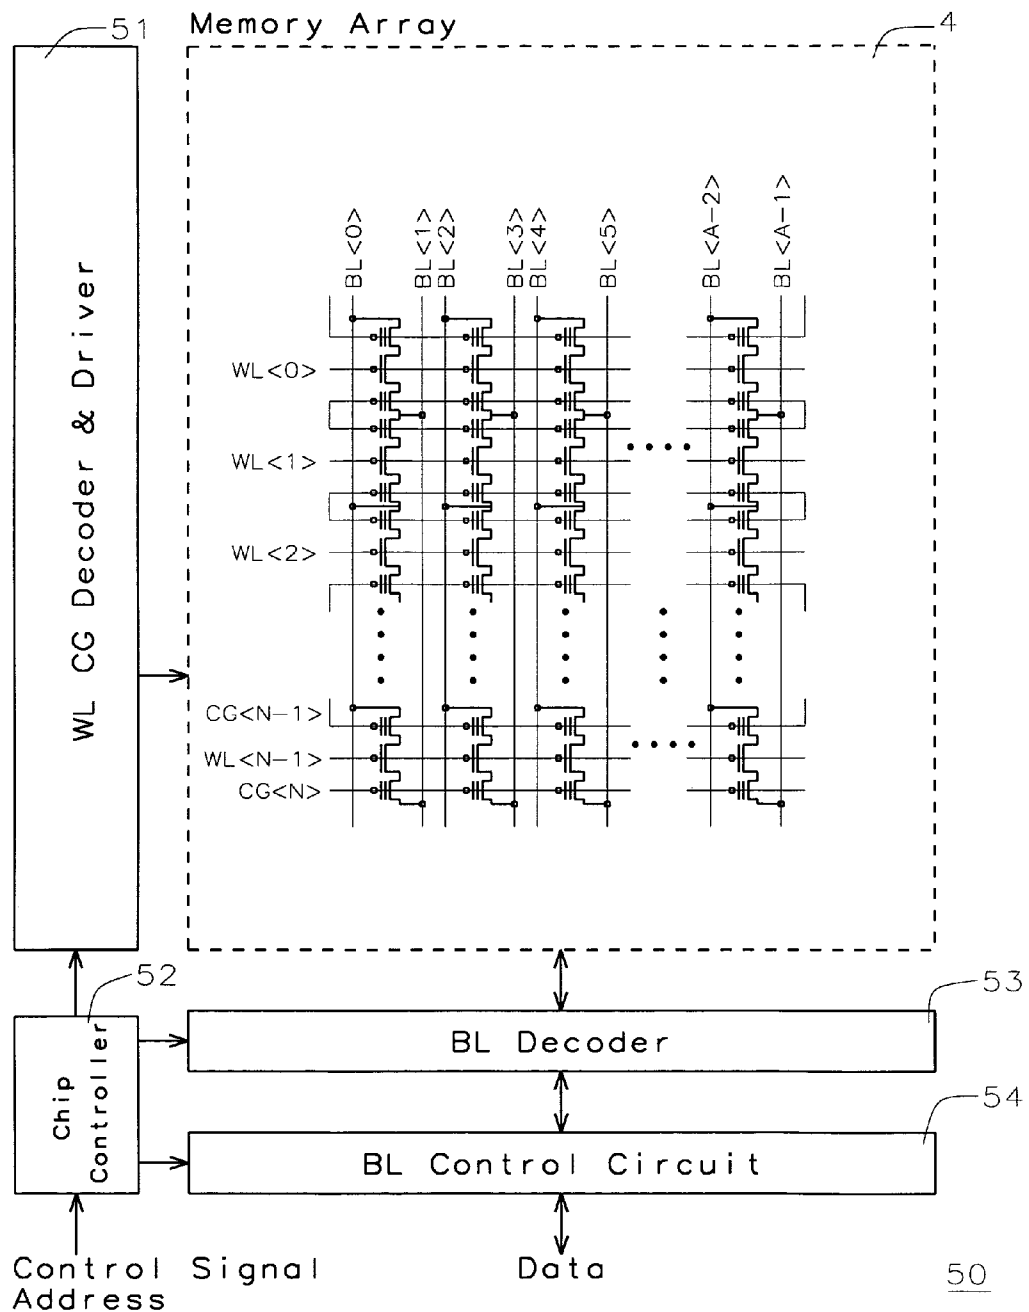 51
Memory Array
4
WL CG Decoder & Driver
BL<0>
BL<1>
BL<2>
BL<3>
BL<4>
BL<5>
BL<A-2>
BL<A-1>
WL<0>
WL<1>
WL<2>
CG<N-1>
WL<N-1>
CG<N>
52
53
Chip
Controller
BL Decoder
54
BL Control Circuit
Control Signal
Address
Data
50